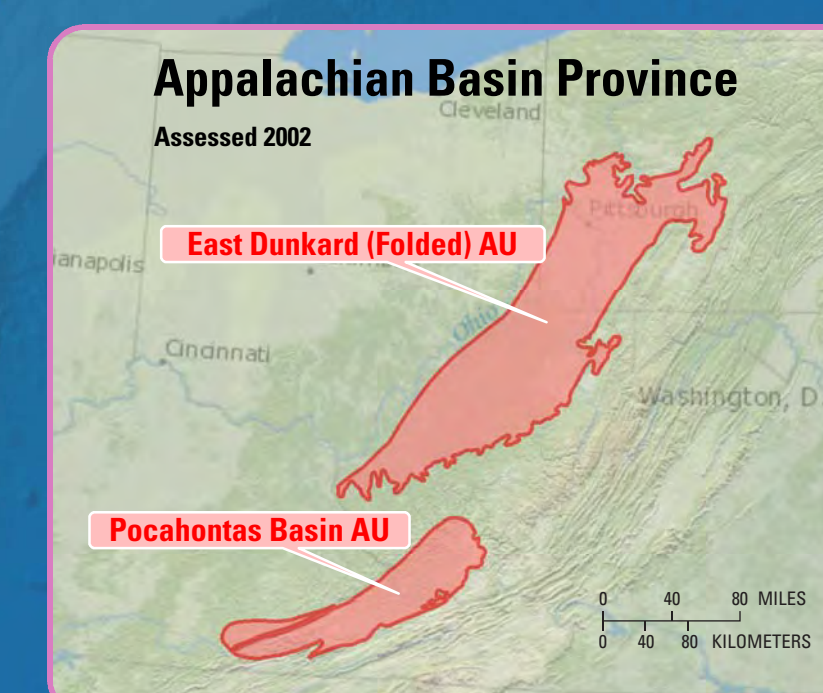 Appalachian Basin Province
Cleveland
Assessed 2002
Pittsburgh
East Dunkard (Folded) AU
ianapolis
Ohio
Cincinnati
Washington, D
Pocahontas Basin AU
0 40 80 MILES
0 40 80 KILOMETERS